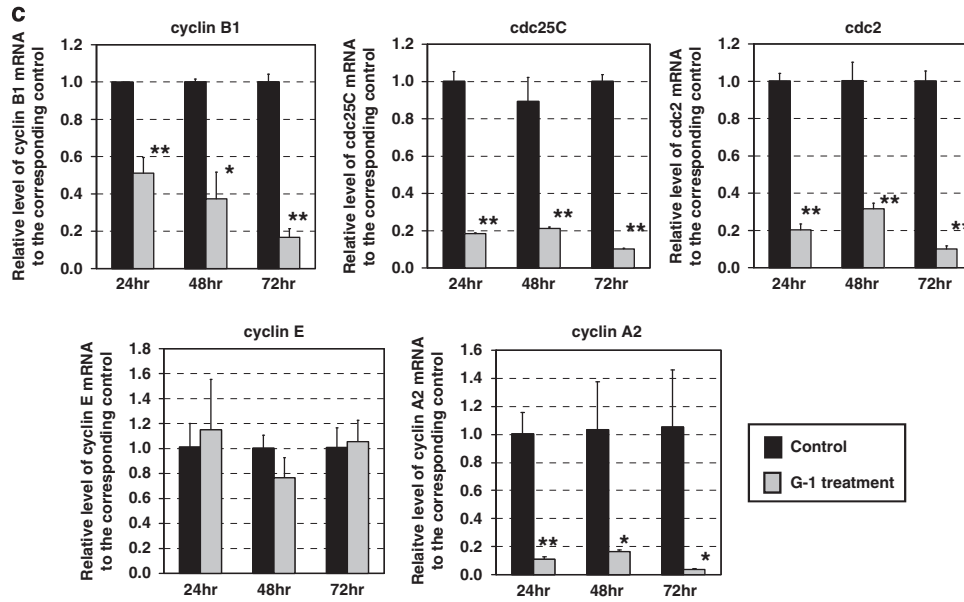 c
cyclin B1
Relative level of cyclin B1 mRNA
to the corresponding control
1.2
1.0
0.8
0.6
0.4
0.2
0.0
**
*
**
24hr 48hr 72hr
cdc25C
Relative level of cdc25C mRNA
to the corresponding control
1.2
1.0
0.8
0.6
0.4
0.2
0.0
**
**
**
24hr 48hr 72hr
cdc2
Relative level of cdc2 mRNA
to the corresponding control
1.2
1.0
0.8
0.6
0.4
0.2
0.0
**
**
**
24hr 48hr 72hr
cyclin E
Relative level of cyclin E mRNA
to the corresponding control
1.8
1.6
1.4
1.2
1.0
0.8
0.6
0.4
0.2
0.0
24hr 48hr 72hr
cyclin A2
Relative level of cyclin A2 mRNA
to the corresponding control
1.6
1.4
1.2
1.0
0.8
0.6
0.4
0.2
0.0
**
*
*
24hr 48hr 72hr
Control
G-1 treatment